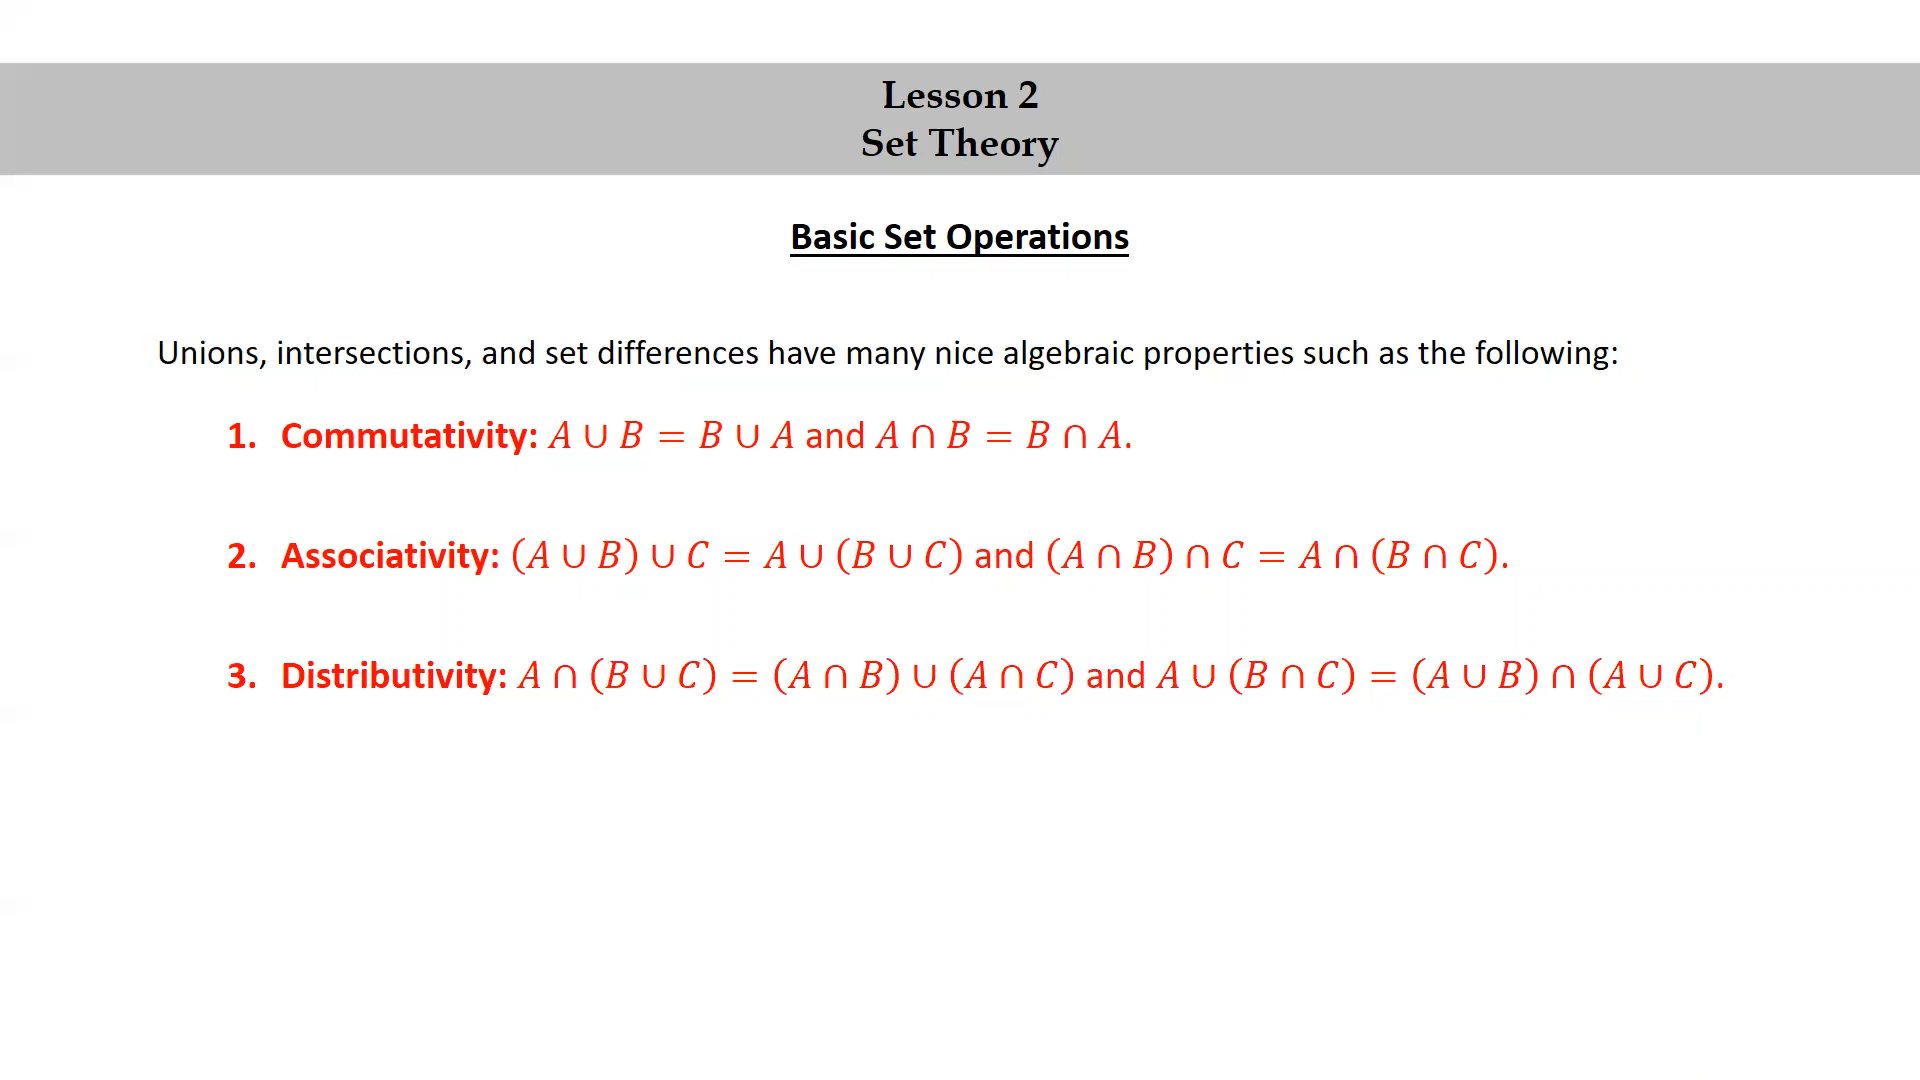 Lesson 2
Set Theory
Basic Set Operations
Unions, intersections, and set differences have many nice algebraic properties such as the following:
1. Commutativity: A ∪ B = B ∪ A and A ∩ B = B ∩ A.
2. Associativity: (A ∪ B) ∪ C = A ∪ (B ∪ C) and (A ∩ B) ∩ C = A ∩ (B ∩ C).
3. Distributivity: A ∩ (B ∪ C) = (A ∩ B) ∪ (A ∩ C) and A ∪ (B ∩ C) = (A ∪ B) ∩ (A ∪ C).